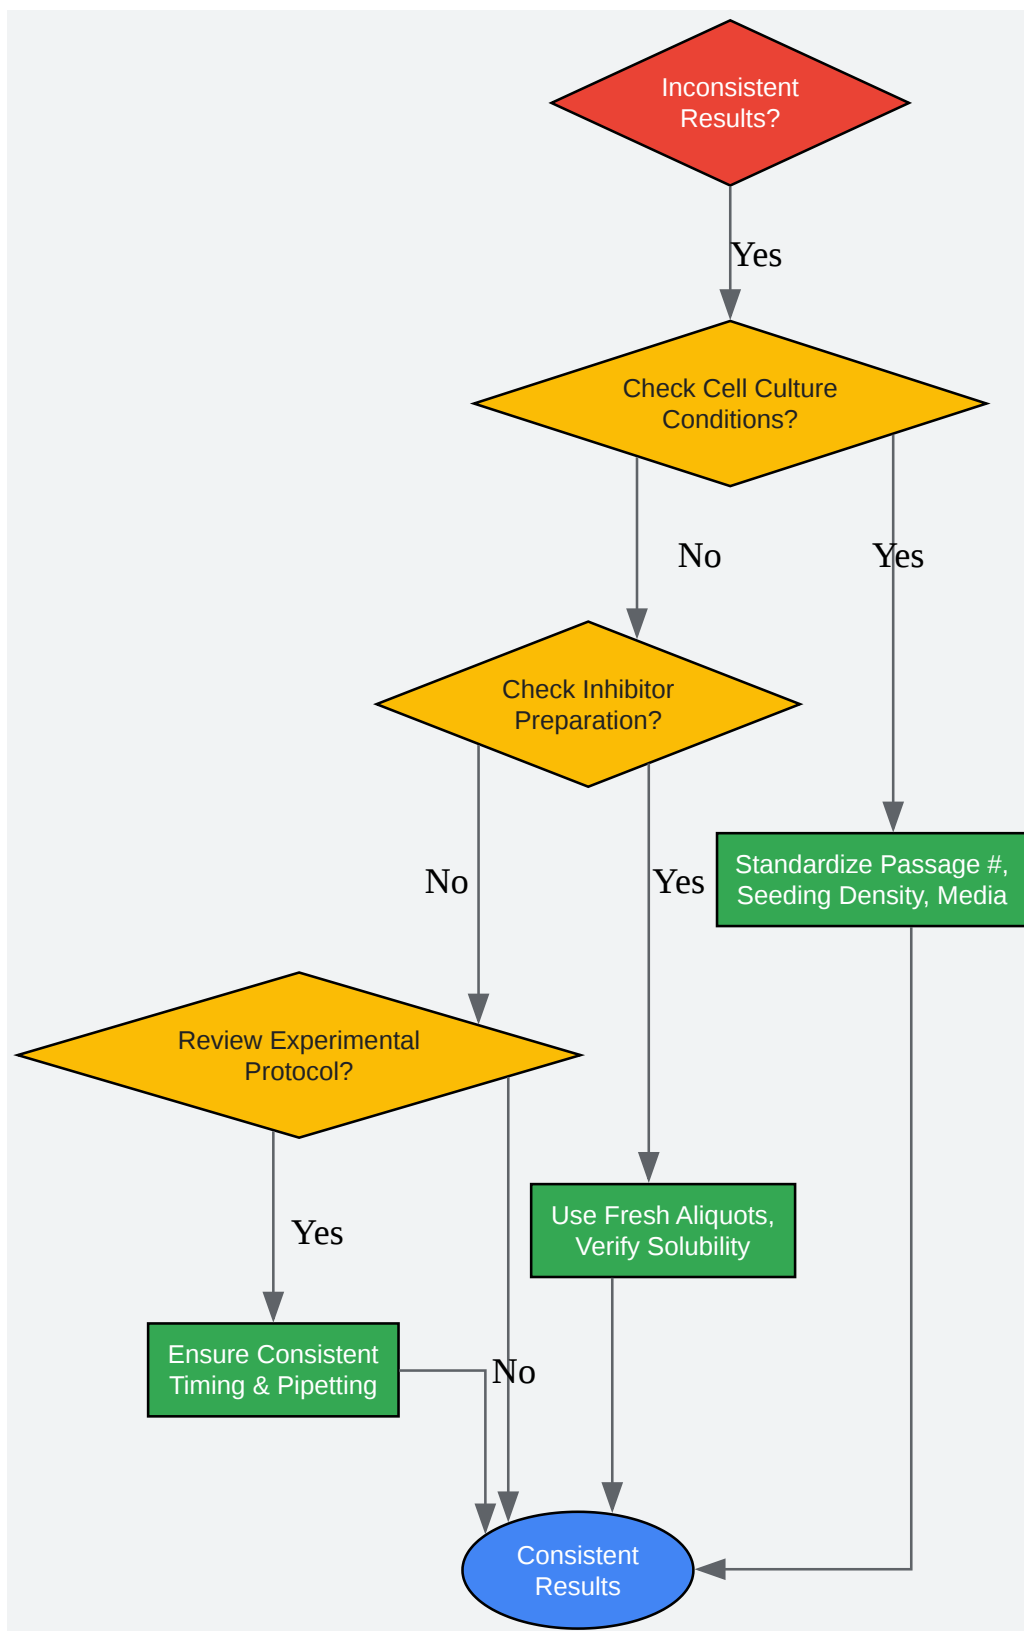 Inconsistent
Results?
Yes
Check Cell Culture
Conditions?
No
Yes
Check Inhibitor
Preparation?
No
Yes
Standardize Passage #,
Seeding Density, Media
Review Experimental
Protocol?
Yes
Use Fresh Aliquots,
Verify Solubility
Ensure Consistent
Timing & Pipetting
No
Consistent
Results